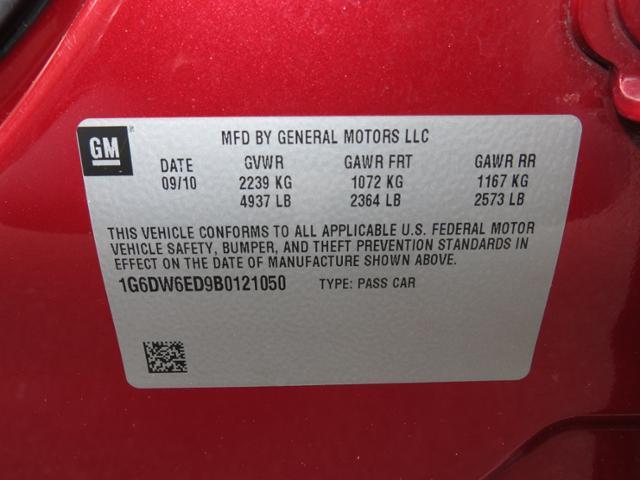 GM
MFD BY GENERAL MOTORS LLC
DATE GVWR GAWR FRT GAWR RR
09/10 2239 KG 1072 KG 1167 KG
4937 LB 2364 LB 2573 LB
THIS VEHICLE CONFORMS TO ALL APPLICABLE U.S. FEDERAL MOTOR
VEHICLE SAFETY, BUMPER, AND THEFT PREVENTION STANDARDS IN
EFFECT ON THE DATE OF MANUFACTURE SHOWN ABOVE.
1G6DW6ED9B0121050 TYPE: PASS CAR